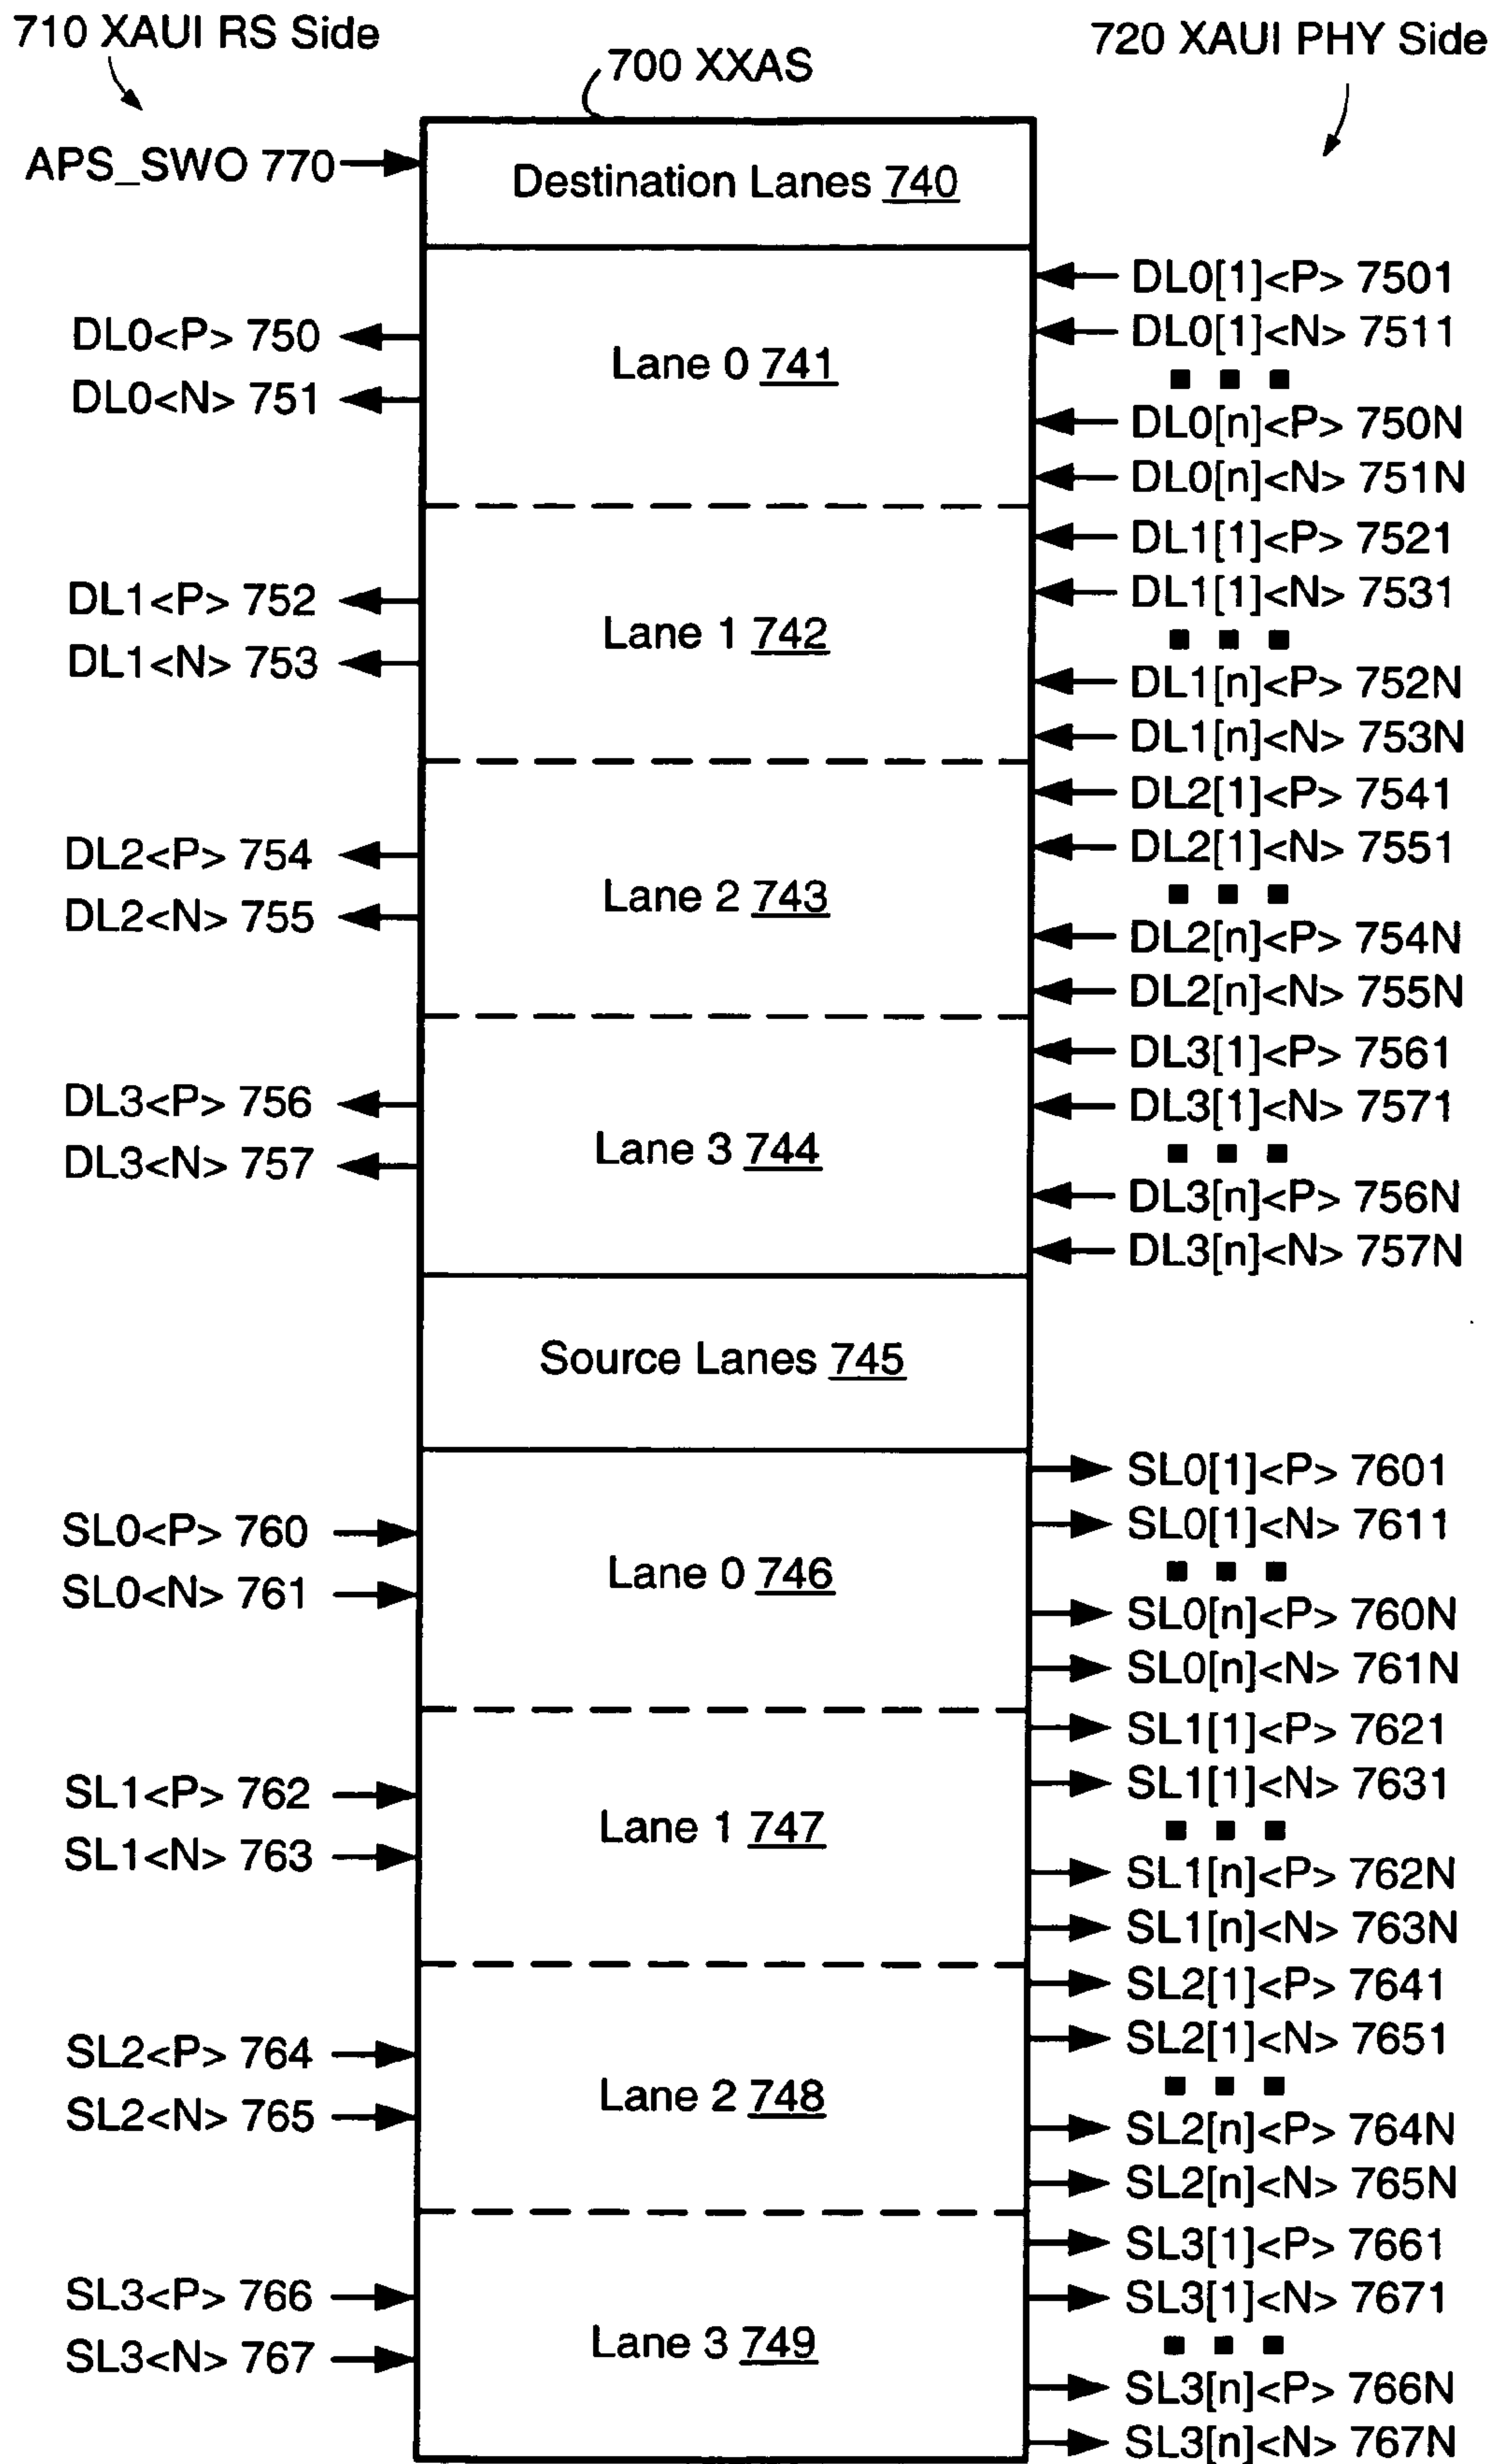 710 XAUI RS Side
700 XXAS
720 XAUI PHY Side
APS_SWO 770
Destination Lanes 740
DL0[1]<P> 7501
DL0<P> 750
DL0[1]<N> 7511
Lane 0 741
DL0<N> 751
DL0[n]<P> 750N
DL0[n]<N> 751N
DL1[1]<P> 7521
DL1<P> 752
DL1[1]<N> 7531
Lane 1 742
DL1<N> 753
DL1[n]<P> 752N
DL1[n]<N> 753N
DL2[1]<P> 7541
DL2<P> 754
DL2[1]<N> 7551
Lane 2 743
DL2<N> 755
DL2[n]<P> 754N
DL2[n]<N> 755N
DL3[1]<P> 7561
DL3<P> 756
DL3[1]<N> 7571
Lane 3 744
DL3<N> 757
DL3[n]<P> 756N
DL3[n]<N> 757N
Source Lanes 745
SL0[1]<P> 7601
SL0<P> 760
SL0[1]<N> 7611
Lane 0 746
SL0<N> 761
SL0[n]<P> 760N
SL0[n]<N> 761N
SL1[1]<P> 7621
SL1<P> 762
SL1[1]<N> 7631
Lane 1 747
SL1<N> 763
SL1[n]<P> 762N
SL1[n]<N> 763N
SL2[1]<P> 7641
SL2<P> 764
SL2[1]<N> 7651
Lane 2 748
SL2<N> 765
SL2[n]<P> 764N
SL2[n]<N> 765N
SL3[1]<P> 7661
SL3<P> 766
SL3[1]<N> 7671
Lane 3 749
SL3<N> 767
SL3[n]<P> 766N
SL3[n]<N> 767N